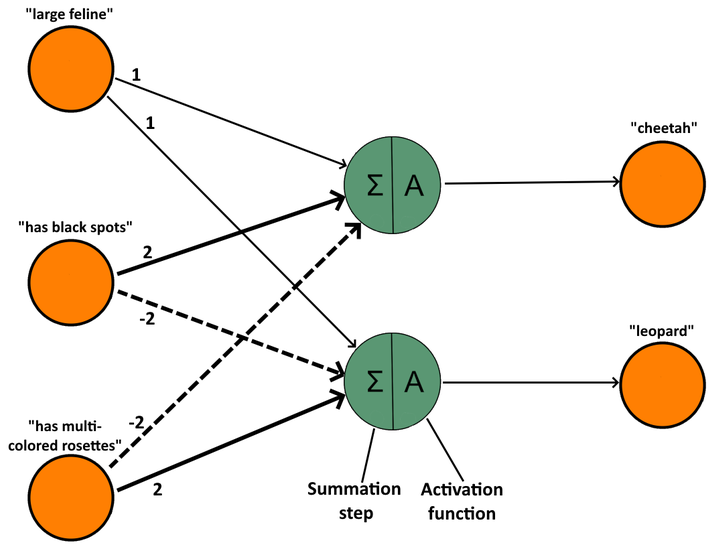 "large feline"
1
1
"cheetah"
Σ A
"has black spots"
2
-2
"leopard"
Σ A
"has multi-
colored rosettes"
-2
2
Summation
step
Activation
function